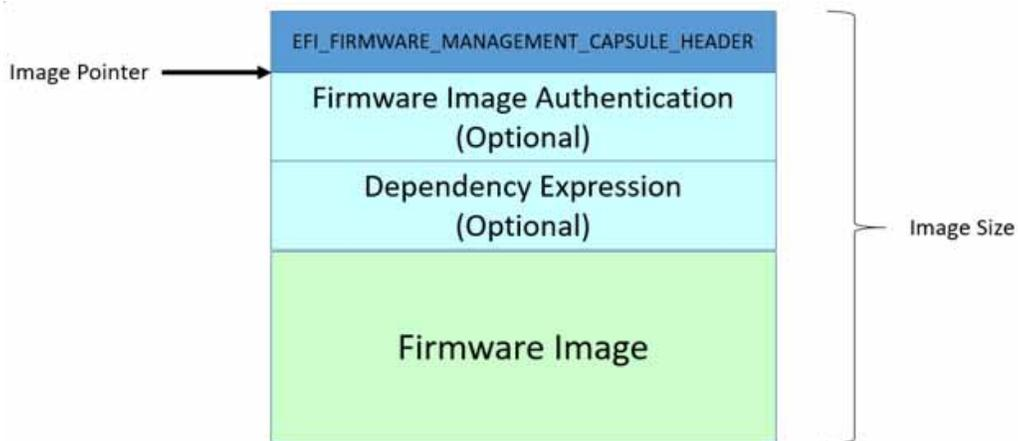 EFI_FIRMWARE_MANAGEMENT_CAPSULE_HEADER
Image Pointer
Firmware Image Authentication
(Optional)
Dependency Expression
(Optional)
Image Size
Firmware Image